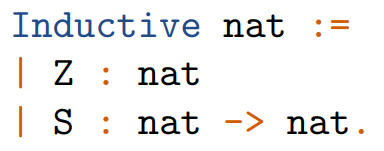 Inductive nat :=
| Z : nat
| S : nat -> nat.